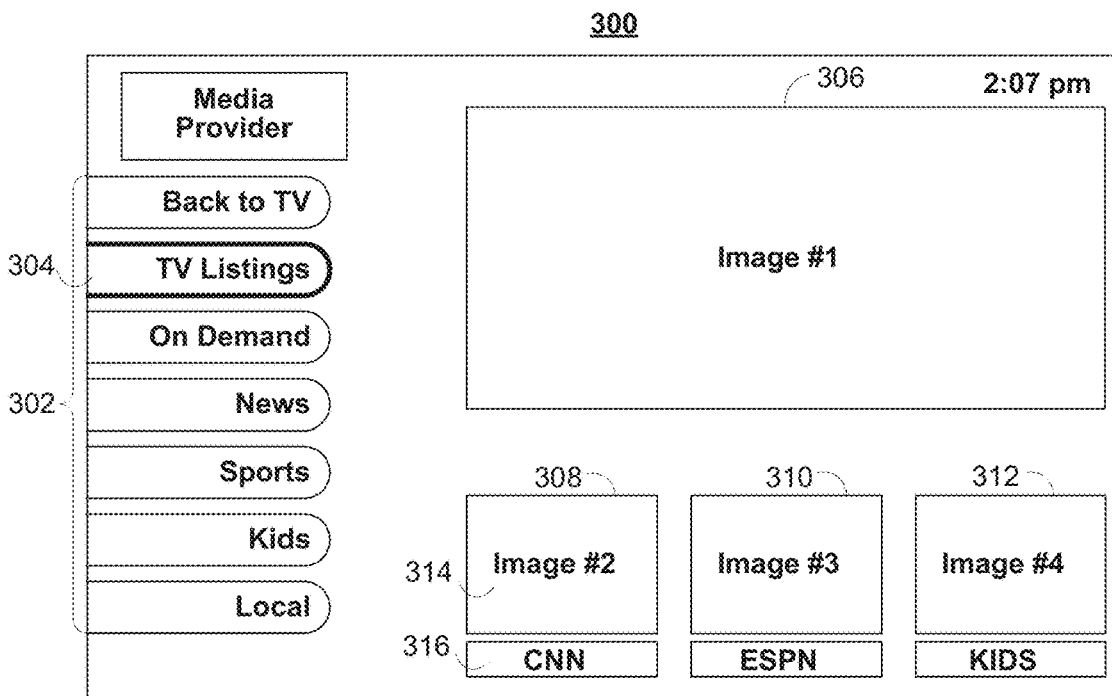 300
Media
Provider
2:07 pm
306
Back to TV
304
TV Listings
Image #1
On Demand
302
News
Sports
308
310
312
Kids
314
Image #2
Image #3
Image #4
Local
316
CNN
ESPN
KIDS